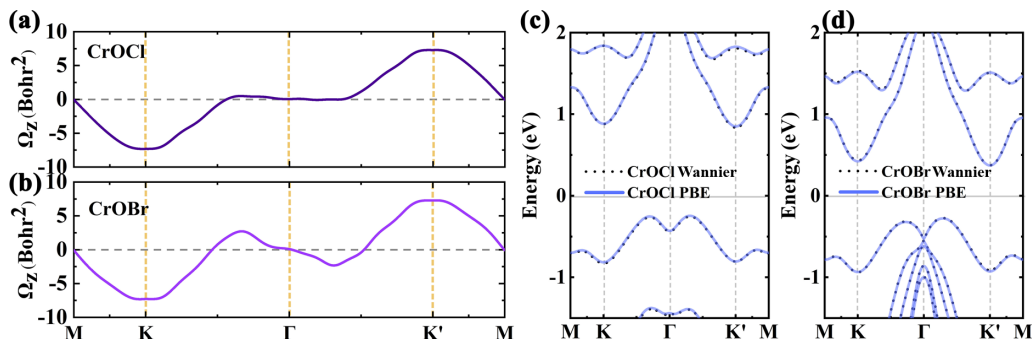 (a)
10
5
0
-5
-10
Ω_Z (Bohr²)
CrOCl
(b)
10
5
0
-5
-10
Ω_Z (Bohr²)
CrOBr
M K Γ K' M
(c)
2
1
0
-1
Energy (eV)
CrOCl Wannier
CrOCl PBE
M K Γ K' M
(d)
2
1
0
-1
Energy (eV)
CrOBr Wannier
CrOBr PBE
M K Γ K' M